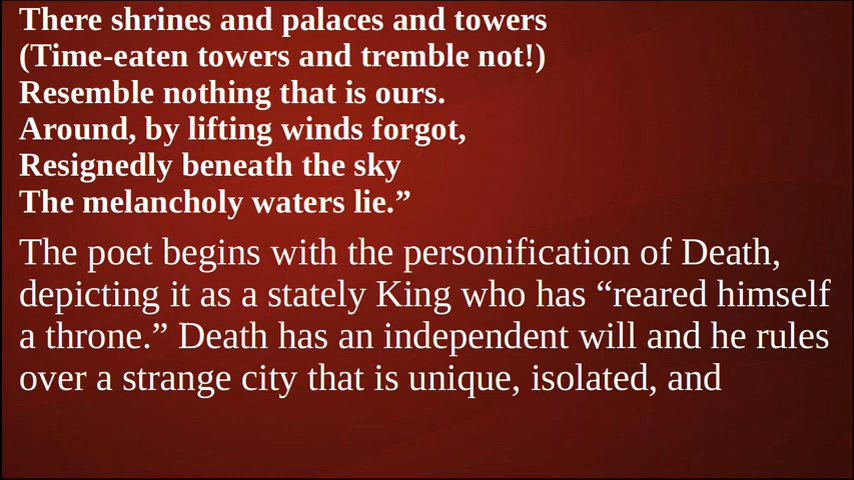 There shrines and palaces and towers
(Time-eaten towers and tremble not!)
Resemble nothing that is ours.
Around, by lifting winds forgot,
Resignedly beneath the sky
The melancholy waters lie.”
The poet begins with the personification of Death,
depicting it as a stately King who has “reared himself
a throne.” Death has an independent will and he rules
over a strange city that is unique, isolated, and